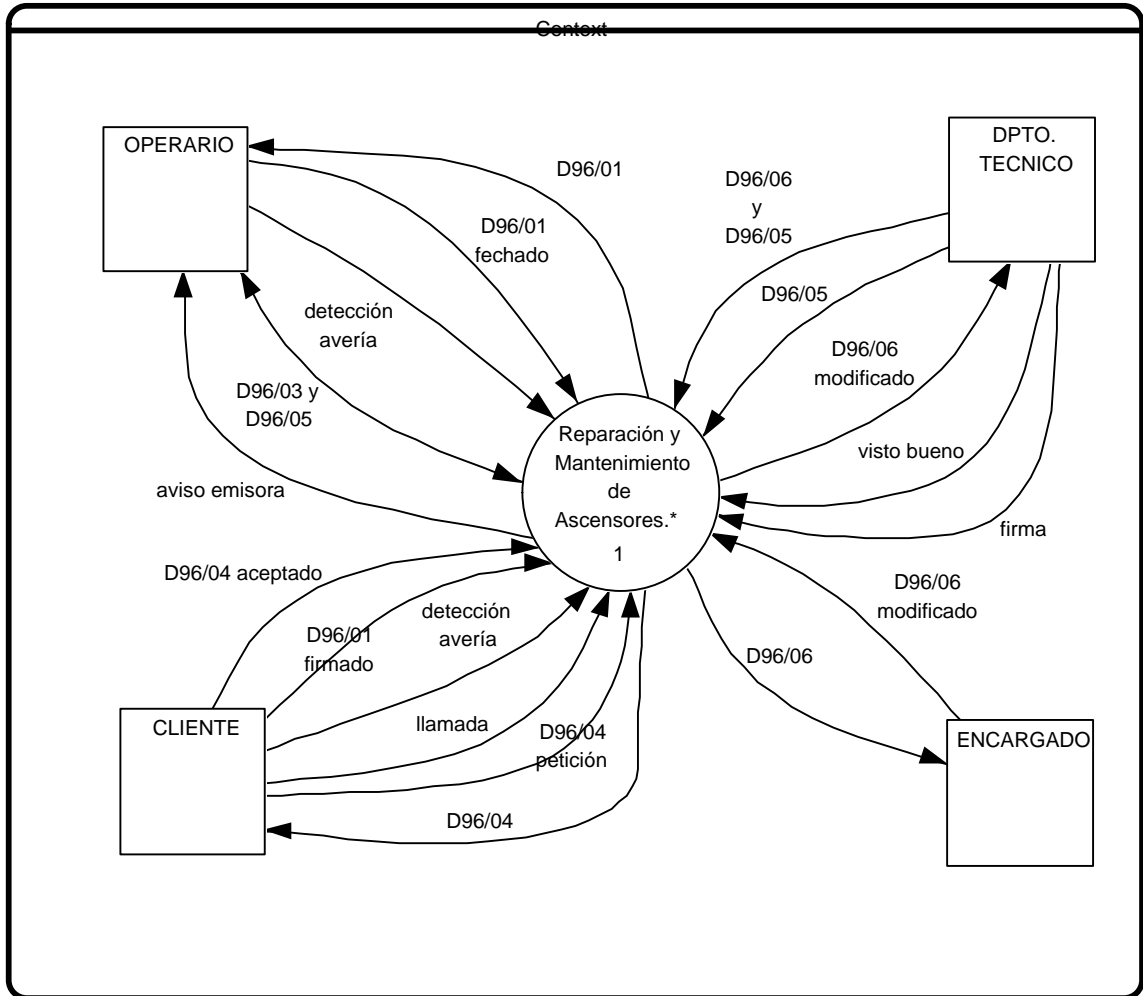 Context
OPERARIO
DPTO.
TECNICO
D96/01
D96/06
y
D96/05
D96/01
fechado
D96/05
detección
avería
D96/06
modificado
D96/03 y
D96/05
Reparación y
Mantenimiento
de
Ascensores.*
1
visto bueno
aviso emisora
firma
D96/04 aceptado
D96/06
modificado
detección
avería
D96/01
firmado
D96/06
CLIENTE
llamada
D96/04
petición
ENCARGADO
D96/04